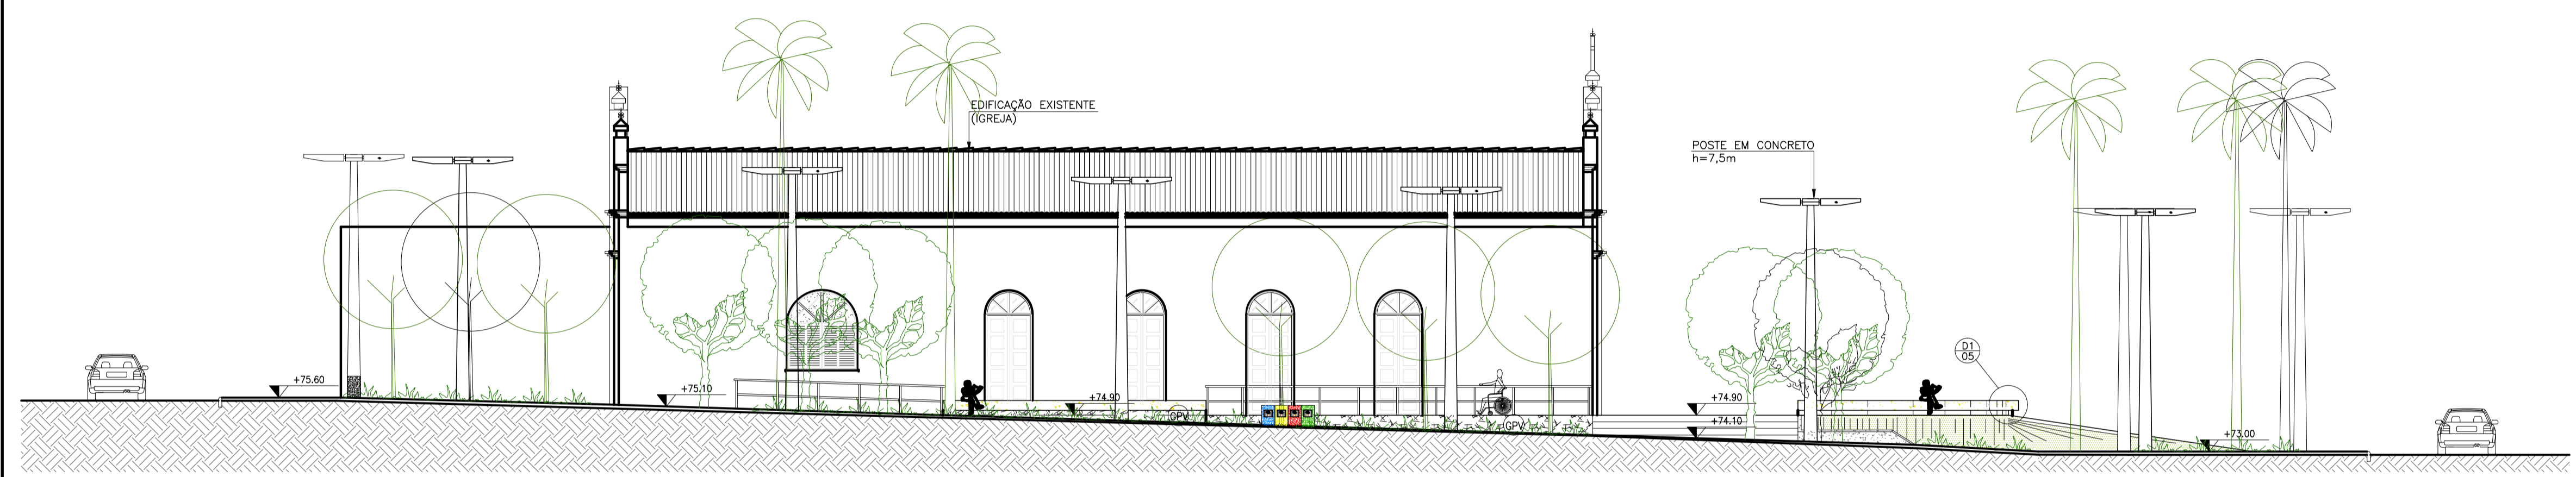 EDIFICAÇÃO EXISTENTE
(IGREJA)
POSTE EM CONCRETO
h=7,5m
D1
05
+75.60
+75.10
+74.90
GPV
GPV
+74.90
+74.10
+73.00